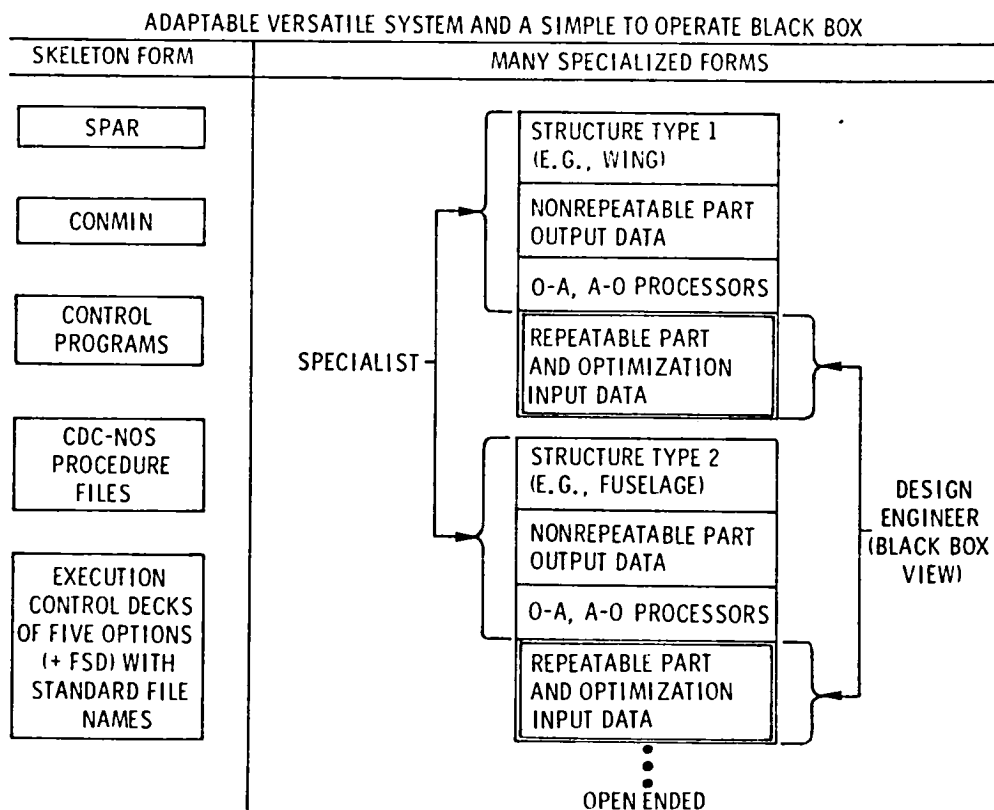 ADAPTABLE VERSATILE SYSTEM AND A SIMPLE TO OPERATE BLACK BOX
SKELETON FORM
MANY SPECIALIZED FORMS
SPAR
CONMIN
CONTROL
PROGRAMS
CDC-NOS
PROCEDURE
FILES
EXECUTION
CONTROL DECKS
OF FIVE OPTIONS
(+ FSD) WITH
STANDARD FILE
NAMES
SPECIALIST
STRUCTURE TYPE 1
(E.G., WING)
NONREPEATABLE PART
OUTPUT DATA
O-A, A-O PROCESSORS
REPEATABLE PART
AND OPTIMIZATION
INPUT DATA
STRUCTURE TYPE 2
(E.G., FUSELAGE)
NONREPEATABLE PART
OUTPUT DATA
O-A, A-O PROCESSORS
REPEATABLE PART
AND OPTIMIZATION
INPUT DATA
OPEN ENDED
DESIGN
ENGINEER
(BLACK BOX
VIEW)